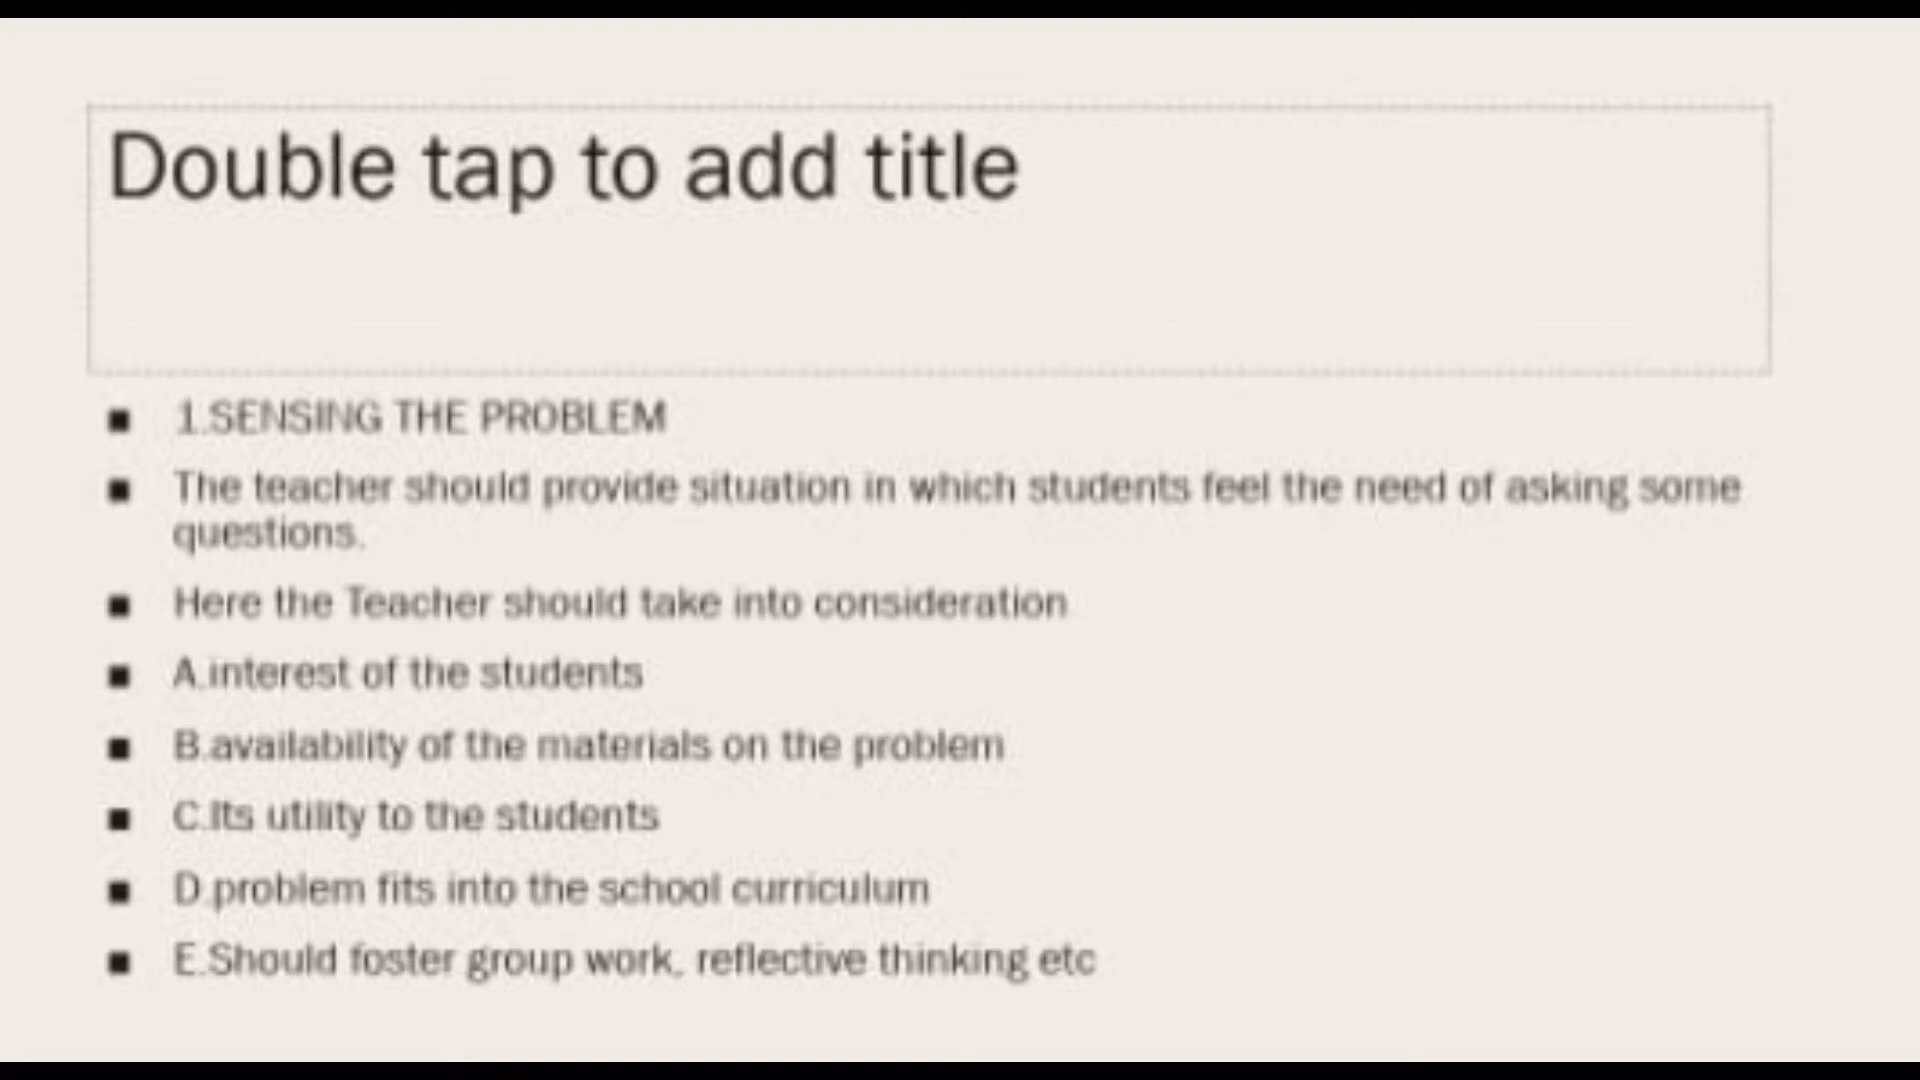 Double tap to add title
1.SENSING THE PROBLEM
The teacher should provide situation in which students feel the need of asking some
questions.
Here the Teacher should take into consideration
A.interest of the students
B.availability of the materials on the problem
C.Its utility to the students
D.problem fits into the school curriculum
E.Should foster group work, reflective thinking etc